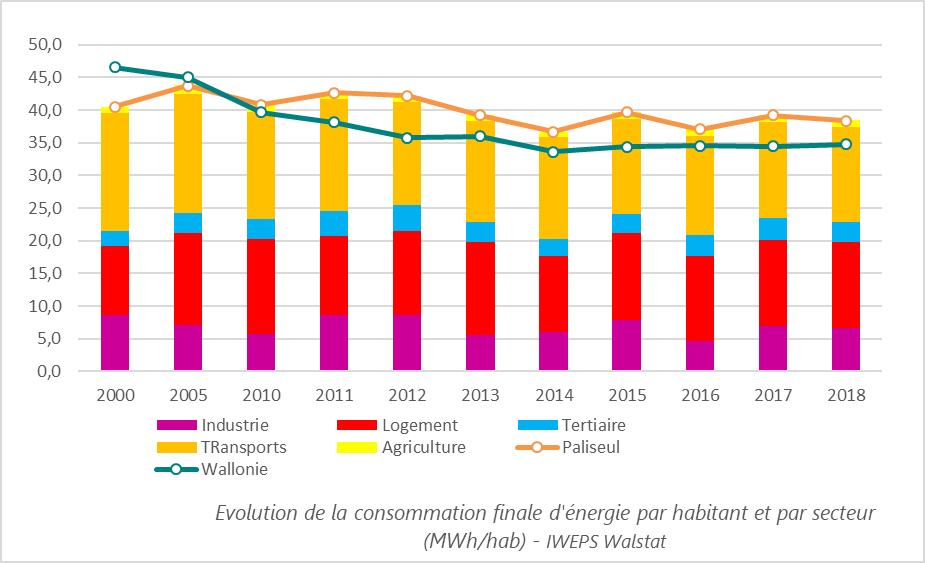 50,0
45,0
40,0
35,0
30,0
25,0
20,0
15,0
10,0
5,0
0,0
2000 2005 2010 2011 2012 2013 2014 2015 2016 2017 2018
Industrie Logement Tertiaire
TRansports Agriculture Paliseul
Wallonie
Evolution de la consommation finale d'énergie par habitant et par secteur
(MWh/hab) - IWEPS Walstat